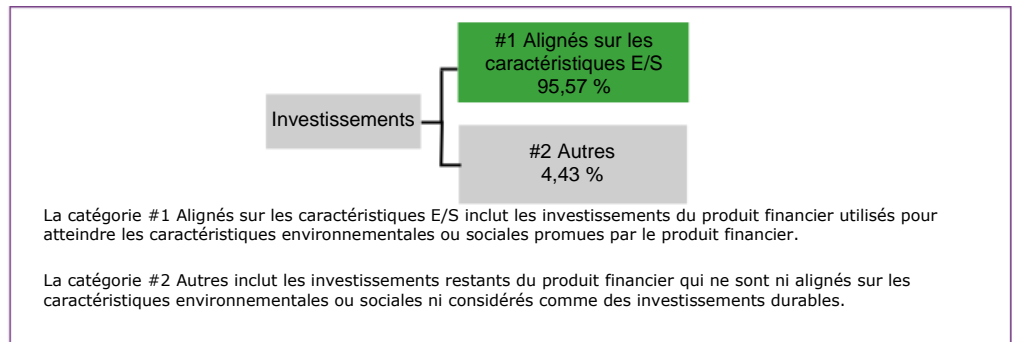 #1 Alignés sur les
caractéristiques E/S
95,57 %
Investissements
#2 Autres
4,43 %
La catégorie #1 Alignés sur les caractéristiques E/S inclut les investissements du produit financier utilisés pour
atteindre les caractéristiques environnementales ou sociales promues par le produit financier.
La catégorie #2 Autres inclut les investissements restants du produit financier qui ne sont ni alignés sur les
caractéristiques environnementales ou sociales ni considérés comme des investissements durables.